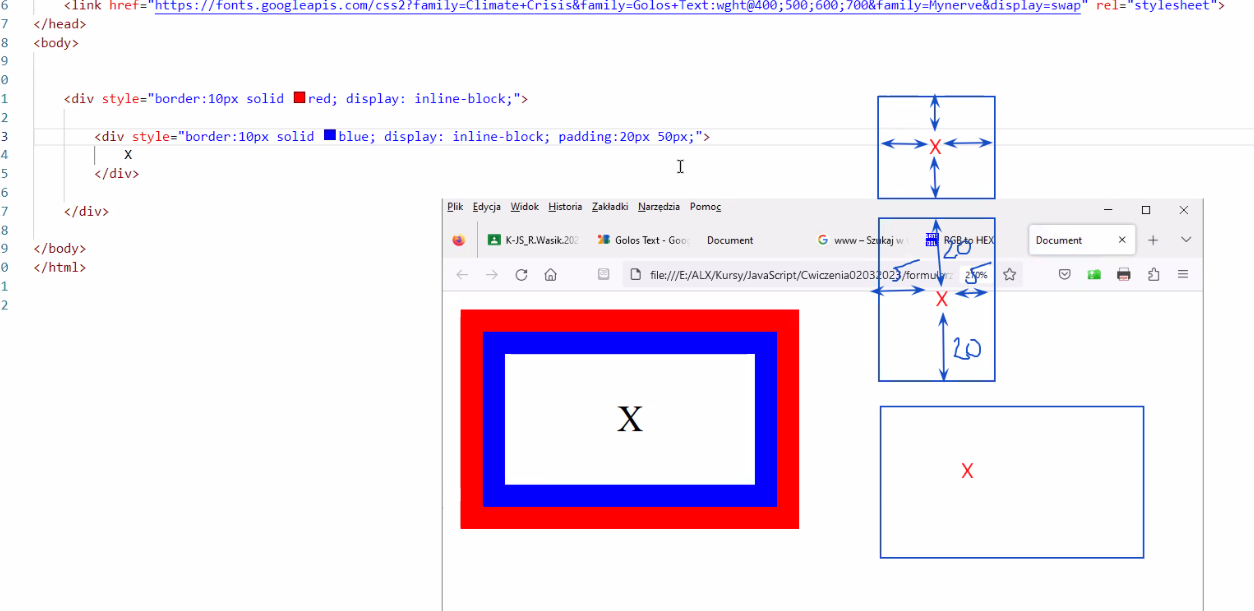 6 <link href="https://fonts.googleapis.com/css2?family=Climate+Crisis&family=Golos+Text:wght@400;500;600;700&family=Mynerve&display=swap" rel="stylesheet">
7 </head>
8 <body>
9
0
1 <div style="border:10px solid red; display: inline-block;">
2
3 <div style="border:10px solid blue; display: inline-block; padding:20px 50px;">
4 X
5 </div>
6
7 </div>
8
9 </body>
0 </html>
1
2
X
Plik Edycja Widok Historia Zakładki Narzędzia Pomoc
K-JS_R.Wasik.202 Golos Text - Goo Document www – Szukaj w RGB to HEX Document
20
file:///E:/ALX/Kursy/JavaScript/Cwiczenia02032023/formular 270%
5 5
X
20
X
X